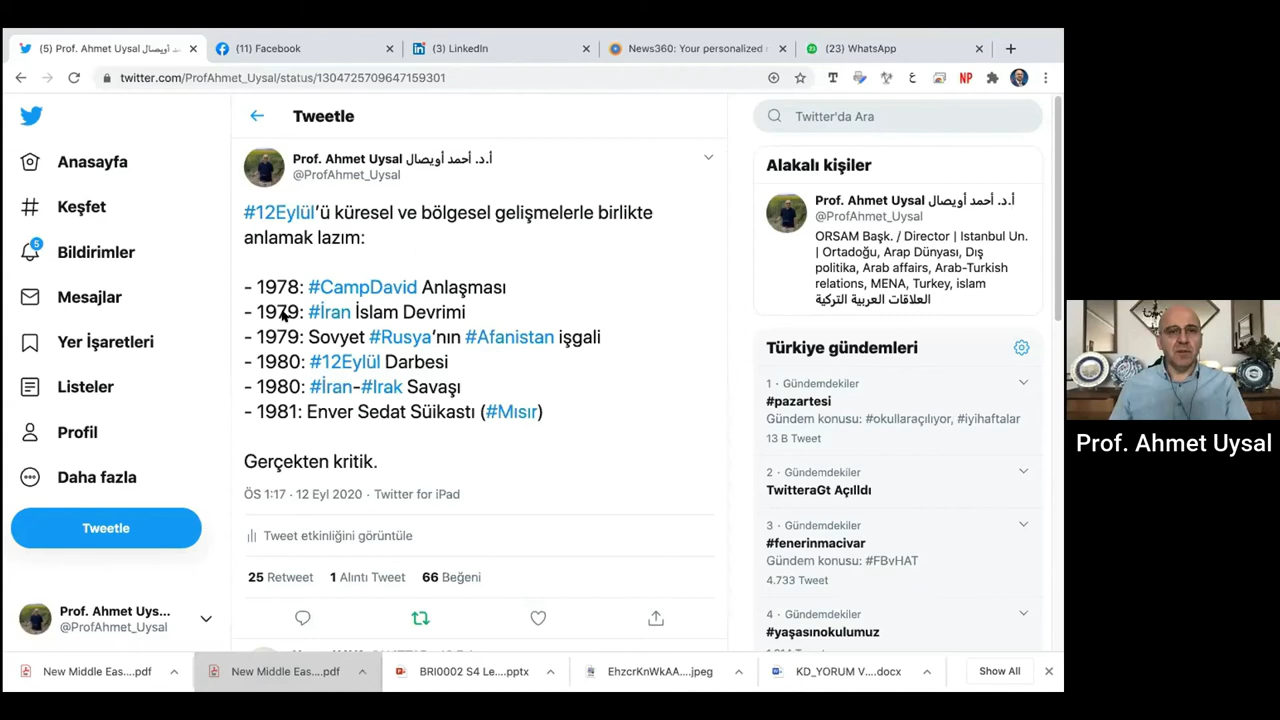 (5) Prof. Ahmet Uysal أ.د. أحمد أويصال
(11) Facebook
(3) LinkedIn
News360: Your personalized
(23) WhatsApp
twitter.com/ProfAhmet_Uysal/status/1304725709647159301
NP
Anasayfa
Keşfet
5
Bildirimler
Mesajlar
Yer İşaretleri
Listeler
Profil
Daha fazla
Tweetle
Prof. Ahmet Uys...
@ProfAhmet_Uysal
Tweetle
Prof. Ahmet Uysal أ.د. أحمد أويصال
@ProfAhmet_Uysal
#12Eylül’ü küresel ve bölgesel gelişmelerle birlikte
anlamak lazım:
- 1978: #CampDavid Anlaşması
- 1979: #İran İslam Devrimi
- 1979: Sovyet #Rusya’nın #Afanistan işgali
- 1980: #12Eylül Darbesi
- 1980: #İran-#Irak Savaşı
- 1981: Enver Sedat Süikastı (#Mısır)
Gerçekten kritik.
ÖS 1:17 · 12 Eyl 2020 · Twitter for iPad
Tweet etkinliğini görüntüle
25 Retweet 1 Alıntı Tweet 66 Beğeni
Twitter'da Ara
Alakalı kişiler
Prof. Ahmet Uysal أ.د. أحمد أويصال
@ProfAhmet_Uysal
ORSAM Başk. / Director | Istanbul Un.
| Ortadoğu, Arap Dünyası, Dış
politika, Arab affairs, Arab-Turkish
relations, MENA, Turkey, islam
العلاقات العربية التركية
Türkiye gündemleri
1 · Gündemdekiler
#pazartesi
Gündem konusu: #okullaraçılıyor, #iyihaftalar
13 B Tweet
2 · Gündemdekiler
TwitteraGt Açılldı
3 · Gündemdekiler
#fenerinmacivar
Gündem konusu: #FBvHAT
4.733 Tweet
4 · Gündemdekiler
#yaşasınokulumuz
New Middle Eas....pdf
New Middle Eas....pdf
BRI0002 S4 Le....pptx
EhzcrKnWkAA....jpeg
KD_YORUM V....docx
Show All
Prof. Ahmet Uysal